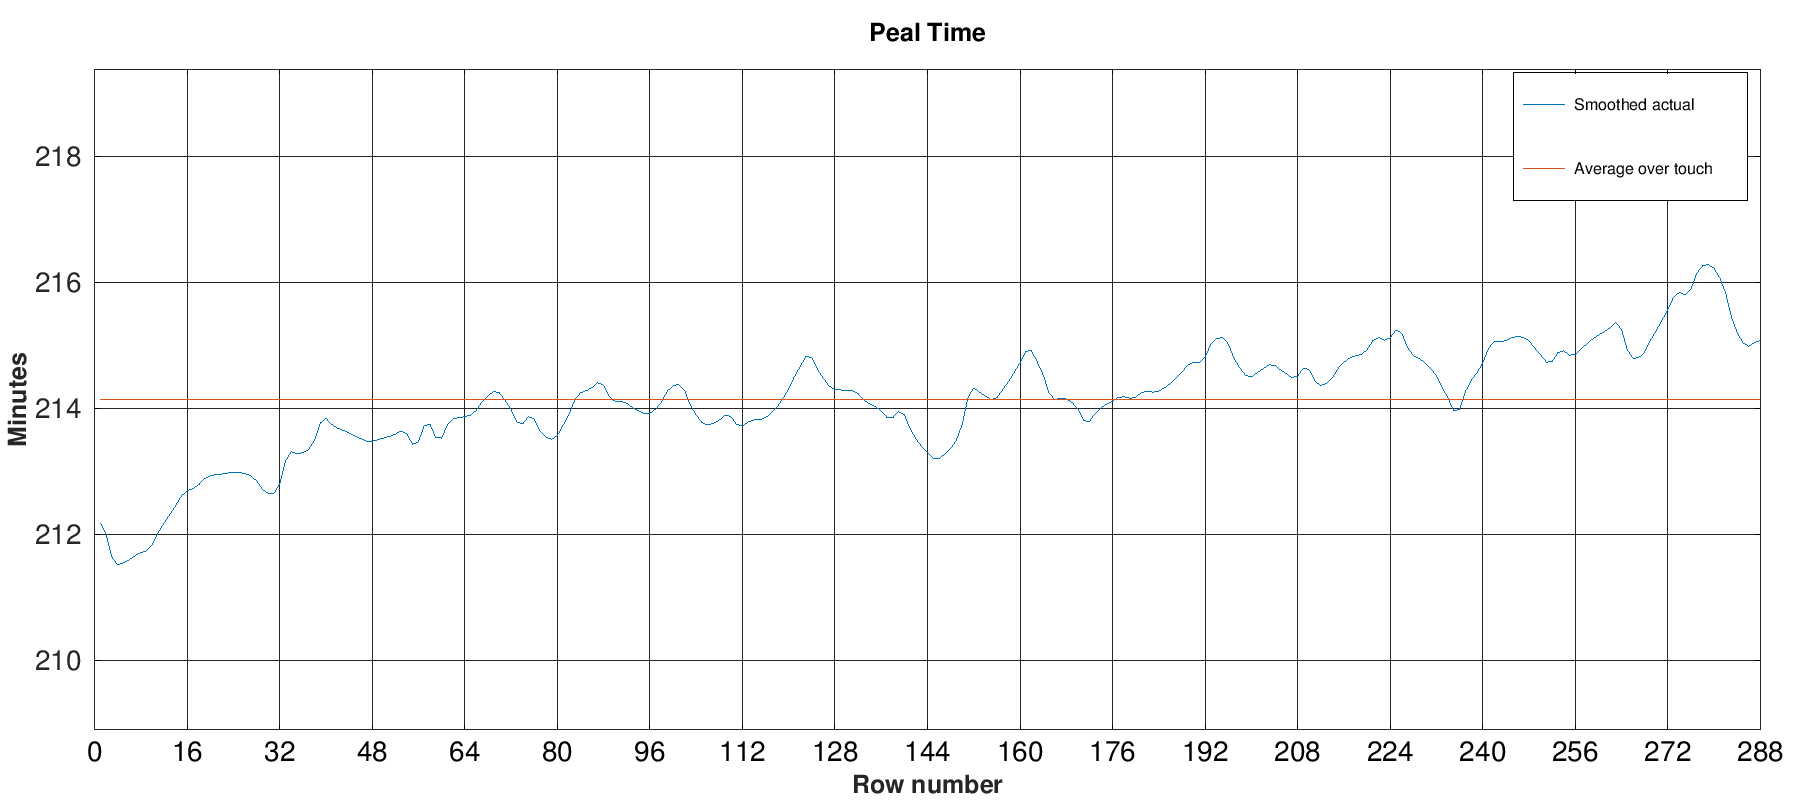 Peal Time
Smoothed actual
Average over touch
218
216
214
212
210
Minutes
0 16 32 48 64 80 96 112 128 144 160 176 192 208 224 240 256 272 288
Row number